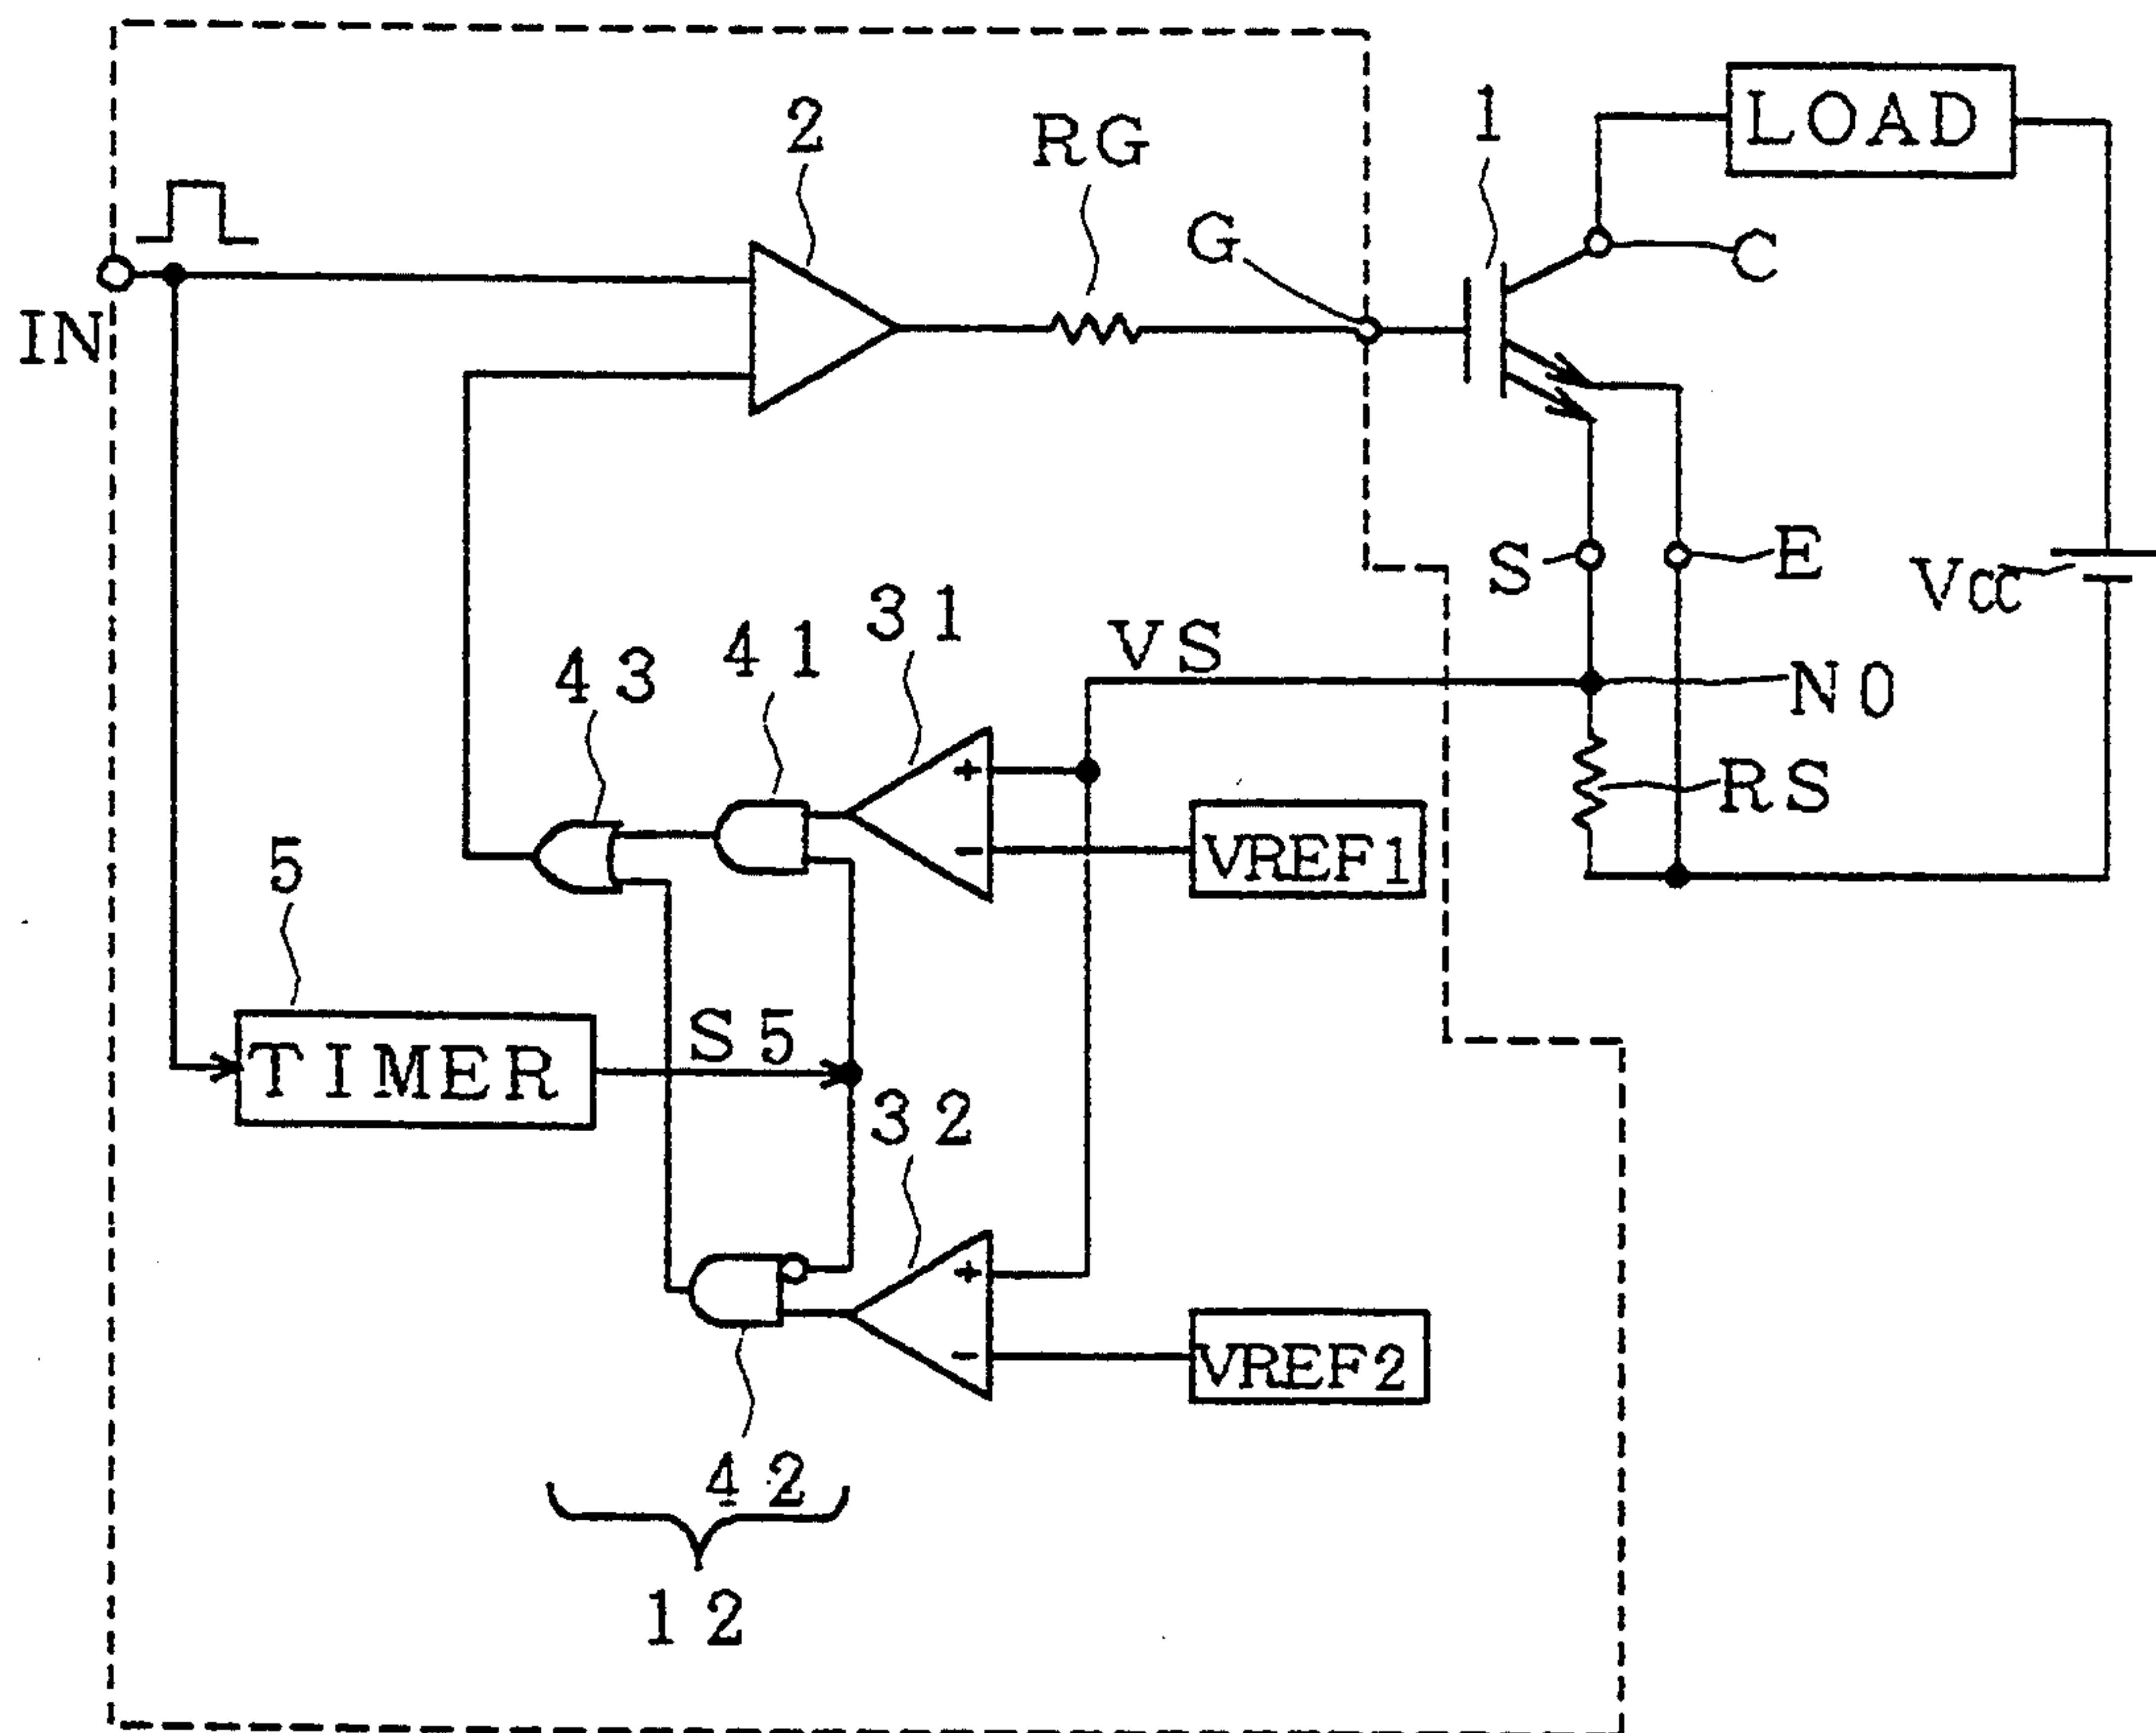 2
RG
1
LOAD
G
C
IN
S
E
VCC
31
41
VS
43
N0
+
RS
5
−
VREF1
S5
TIMER
32
+
−
VREF2
42
12